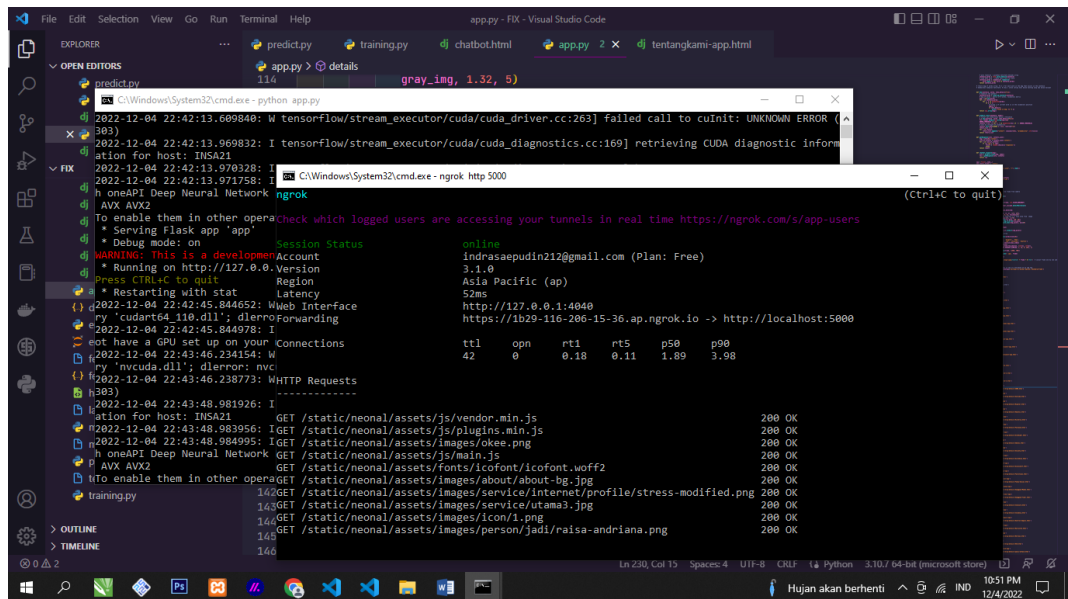 File Edit Selection View Go Run Terminal Help app.py - FIX - Visual Studio Code
EXPLORER ...
predict.py training.py dj chatbot.html app.py 2 dj tentangkami-app.html
OPEN EDITORS
app.py > details
predict.py
114 gray_img, 1.32, 5)
C:\Windows\System32\cmd.exe - python app.py
2022-12-04 22:42:13.609840: W tensorflow/stream_executor/cuda/cuda_driver.cc:263] failed call to cuInit: UNKNOWN ERROR (
303)
2022-12-04 22:42:13.969832: I tensorflow/stream_executor/cuda/cuda_diagnostics.cc:169] retrieving CUDA diagnostic inform
ation for host: INSA21
2022-12-04 22:42:13.970328: I
2022-12-04 22:42:13.971758: I
h oneAPI Deep Neural Network
AVX AVX2
To enable them in other opera
* Serving Flask app 'app'
* Debug mode: on
WARNING: This is a developmen
* Running on http://127.0.0.
Press CTRL+C to quit
* Restarting with stat
2022-12-04 22:42:45.844652: W
ry 'cudart64_110.dll'; dlerro
2022-12-04 22:42:45.844978: I
ot have a GPU set up on your
2022-12-04 22:43:46.234154: W
ry 'nvcuda.dll'; dlerror: nvc
2022-12-04 22:43:46.238773: W
303)
2022-12-04 22:43:48.981926: I
ation for host: INSA21
2022-12-04 22:43:48.983956: I
2022-12-04 22:43:48.984995: I
h oneAPI Deep Neural Network
AVX AVX2
To enable them in other opera
FIX
training.py
OUTLINE
TIMELINE
C:\Windows\System32\cmd.exe - ngrok http 5000
ngrok (Ctrl+C to quit)
Check which logged users are accessing your tunnels in real time https://ngrok.com/s/app-users
Session Status online
Account indrasaepudin212@gmail.com (Plan: Free)
Version 3.1.0
Region Asia Pacific (ap)
Latency 52ms
Web Interface http://127.0.0.1:4040
Forwarding https://1b29-116-206-15-36.ap.ngrok.io -> http://localhost:5000
Connections ttl opn rt1 rt5 p50 p90
42 0 0.18 0.11 1.89 3.98
HTTP Requests
-------------
GET /static/neonal/assets/js/vendor.min.js 200 OK
GET /static/neonal/assets/js/plugins.min.js 200 OK
GET /static/neonal/assets/images/okee.png 200 OK
GET /static/neonal/assets/js/main.js 200 OK
GET /static/neonal/assets/fonts/icofont/icofont.woff2 200 OK
GET /static/neonal/assets/images/about/about-bg.jpg 200 OK
GET /static/neonal/assets/images/service/internet/profile/stress-modified.png 200 OK
GET /static/neonal/assets/images/service/utama3.jpg 200 OK
GET /static/neonal/assets/images/icon/1.png 200 OK
GET /static/neonal/assets/images/person/jadi/raisa-andriana.png 200 OK
142
143
144
145
146
0 2 Ln 230, Col 15 Spaces: 4 UTF-8 CRLF Python 3.10.7 64-bit (microsoft store)
Ps Hujan akan berhenti IND 10:51 PM
12/4/2022